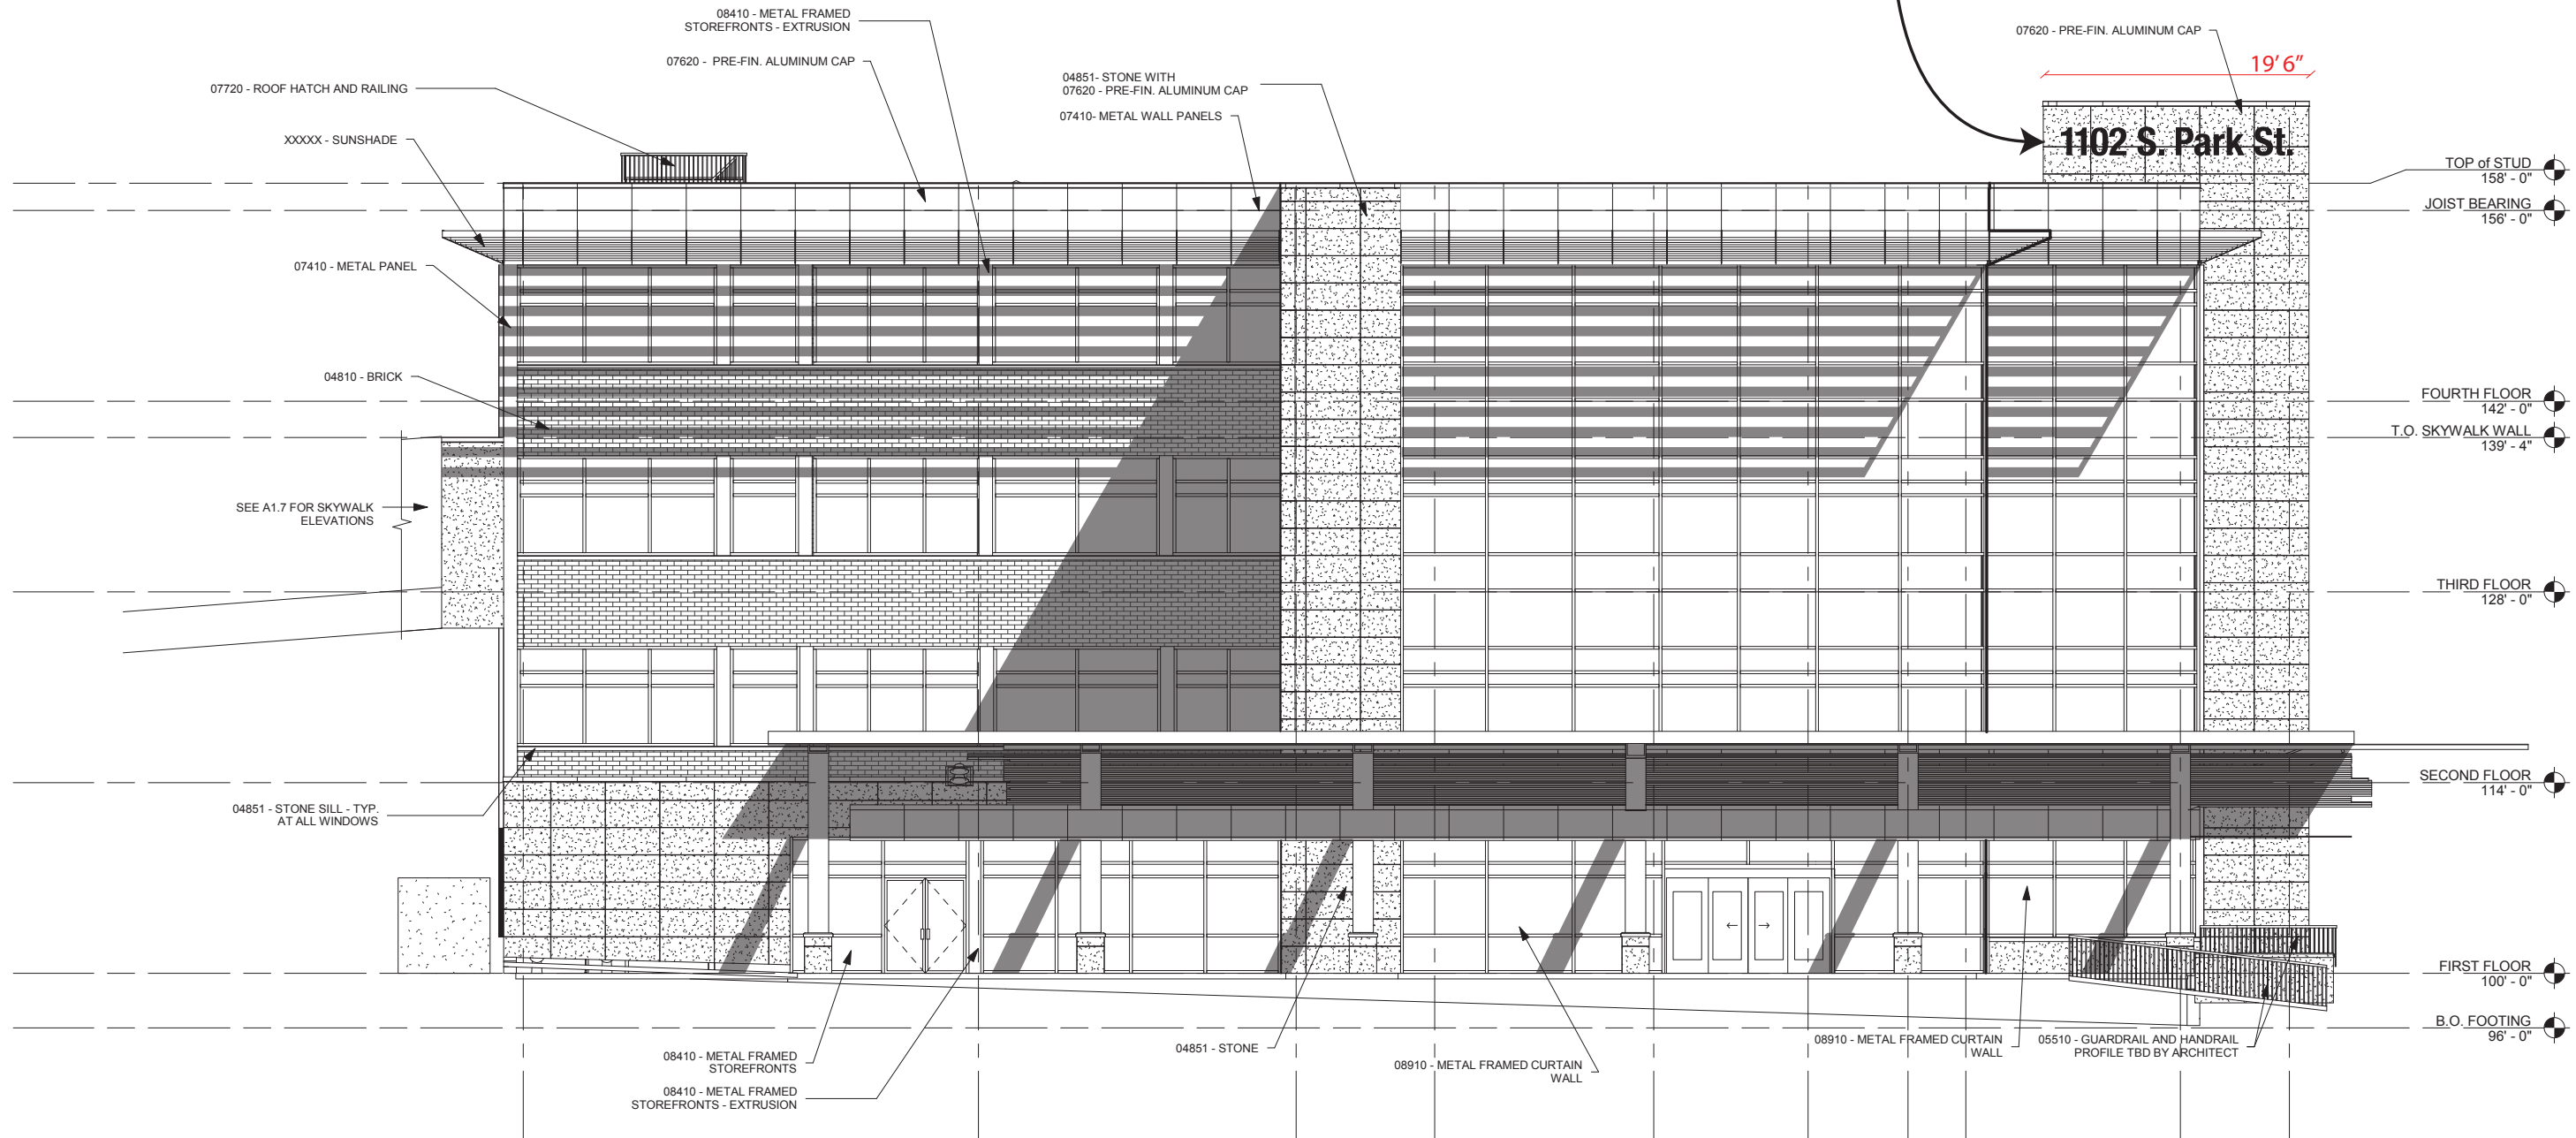 08410 - METAL FRAMED
STOREFRONTS - EXTRUSION
07620 - PRE-FIN. ALUMINUM CAP
07620 - PRE-FIN. ALUMINUM CAP
19' 6"
04851- STONE WITH
07620 - PRE-FIN. ALUMINUM CAP
07720 - ROOF HATCH AND RAILING
07410- METAL WALL PANELS
XXXXX - SUNSHADE
1102 S. Park St.
TOP of STUD
158' - 0"
JOIST BEARING
156' - 0"
07410 - METAL PANEL
04810 - BRICK
FOURTH FLOOR
142' - 0"
T.O. SKYWALK WALL
139' - 4"
SEE A1.7 FOR SKYWALK
ELEVATIONS
THIRD FLOOR
128' - 0"
SECOND FLOOR
114' - 0"
04851 - STONE SILL - TYP.
AT ALL WINDOWS
FIRST FLOOR
100' - 0"
B.O. FOOTING
96' - 0"
08410 - METAL FRAMED
STOREFRONTS
08410 - METAL FRAMED
STOREFRONTS - EXTRUSION
04851 - STONE
08910 - METAL FRAMED CURTAIN
WALL
08910 - METAL FRAMED CURTAIN
WALL
05510 - GUARDRAIL AND HANDRAIL
PROFILE TBD BY ARCHITECT